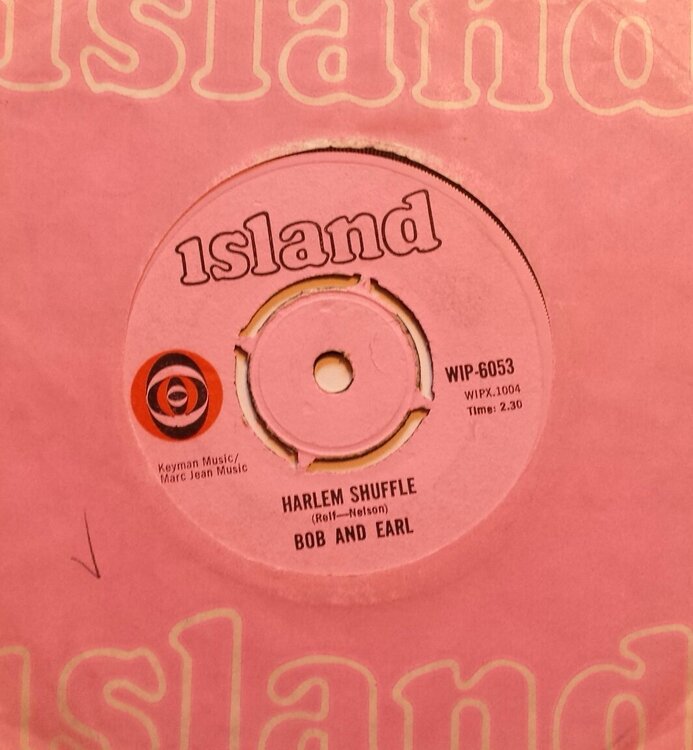 island
island
WIP-6053
WIPX.1004
Time: 2.30
Keyman Music/
Marc Jean Music
HARLEM SHUFFLE
(Relf—Nelson)
BOB AND EARL
island